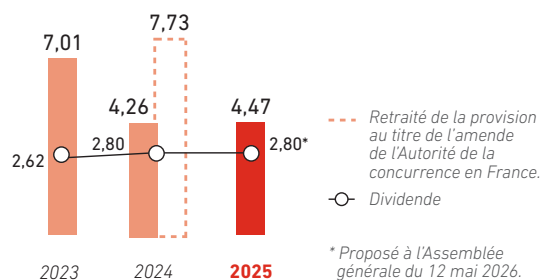 7,73
7,01
4,26
4,47
2,62
2,80
2,80*
2023
2024
2025
Retraité de la provision
au titre de l'amende
de l'Autorité de la
concurrence en France.
Dividende
* Proposé à l'Assemblée
générale du 12 mai 2026.